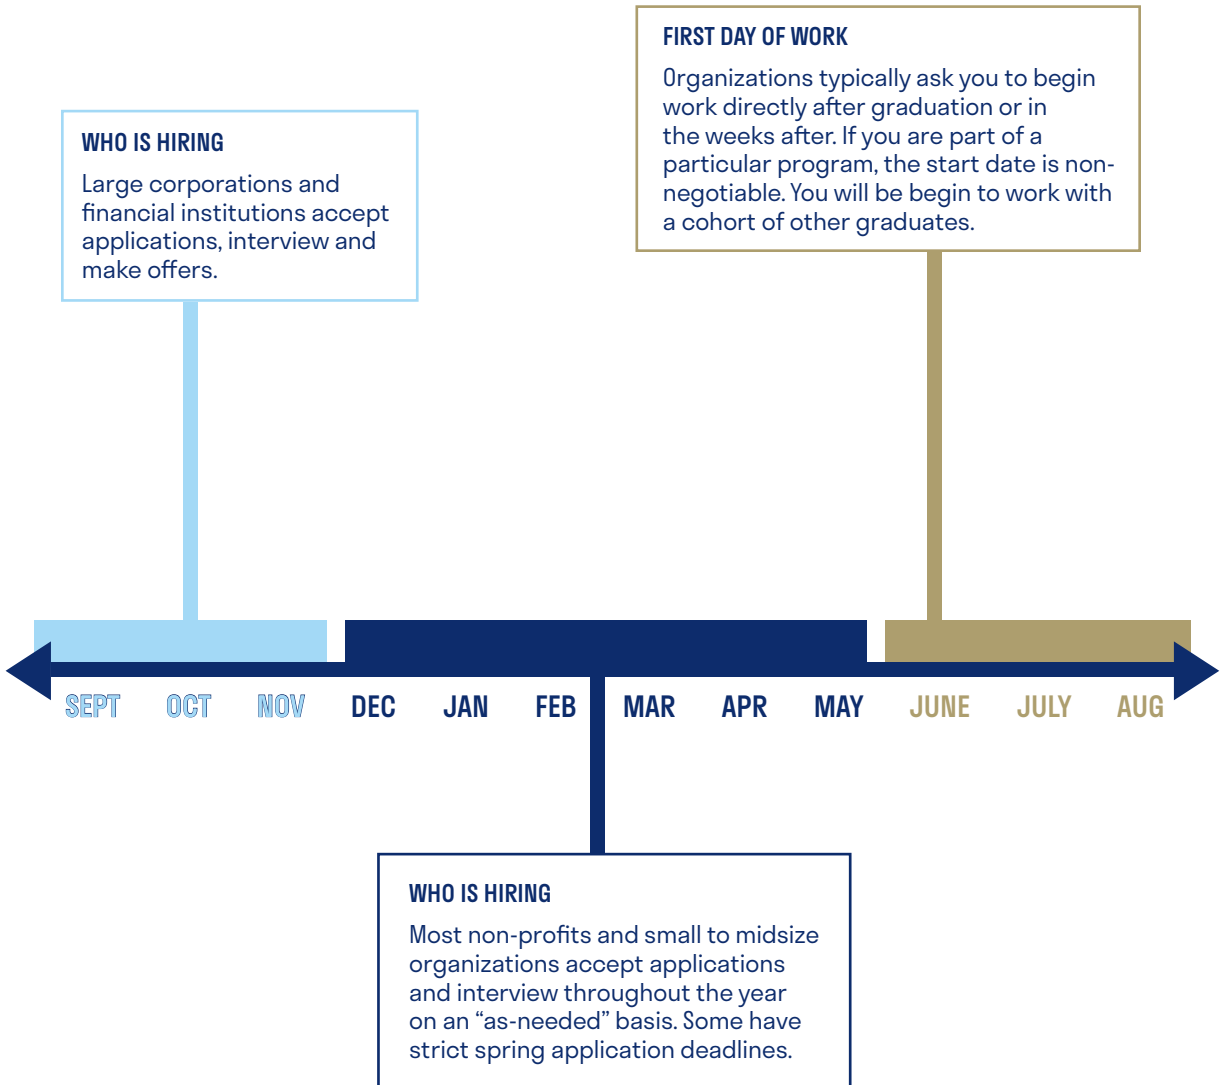 FIRST DAY OF WORK
Organizations typically ask you to begin
work directly after graduation or in
the weeks after. If you are part of a
particular program, the start date is non-
negotiable. You will be begin to work with
a cohort of other graduates.
WHO IS HIRING
Large corporations and
financial institutions accept
applications, interview and
make offers.
SEPT OCT NOV DEC JAN FEB MAR APR MAY JUNE JULY AUG
WHO IS HIRING
Most non-profits and small to midsize
organizations accept applications
and interview throughout the year
on an “as-needed” basis. Some have
strict spring application deadlines.